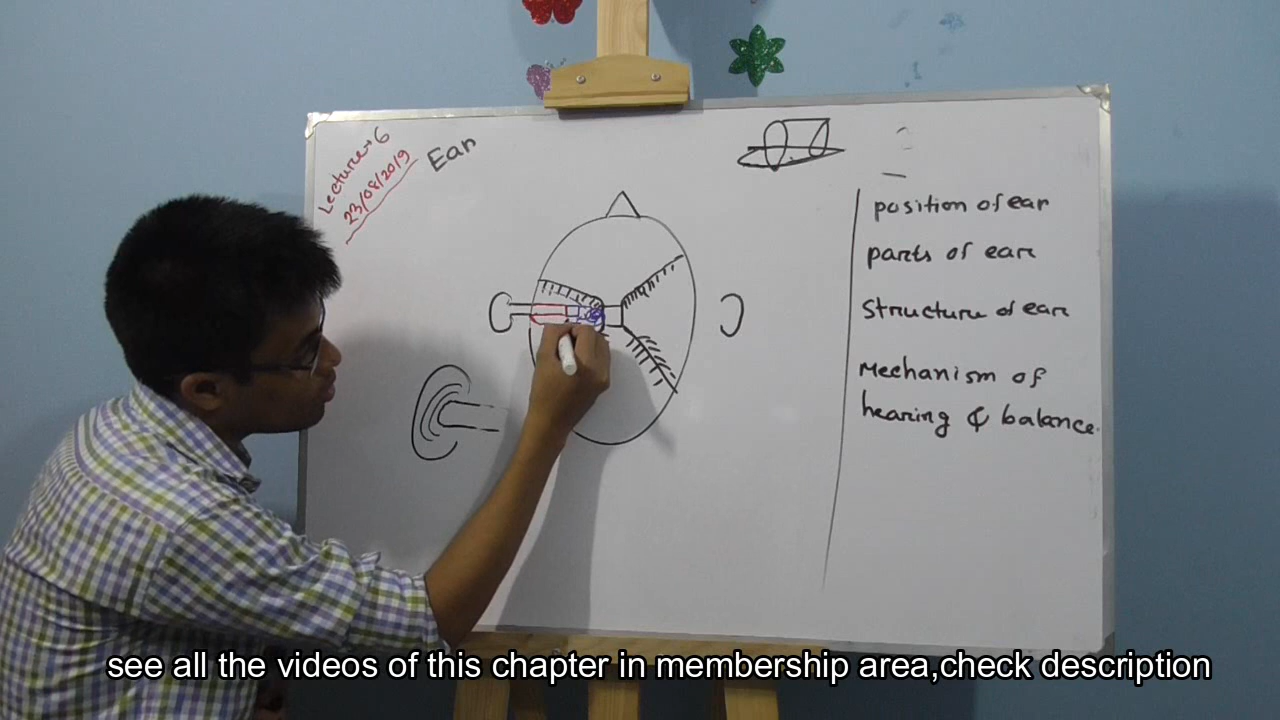 Lecture → 6
23/08/2019
Ear
position of ear
parts of ear
Structure of ear
Mechanism of
hearing & balance.
see all the videos of this chapter in membership area,check description